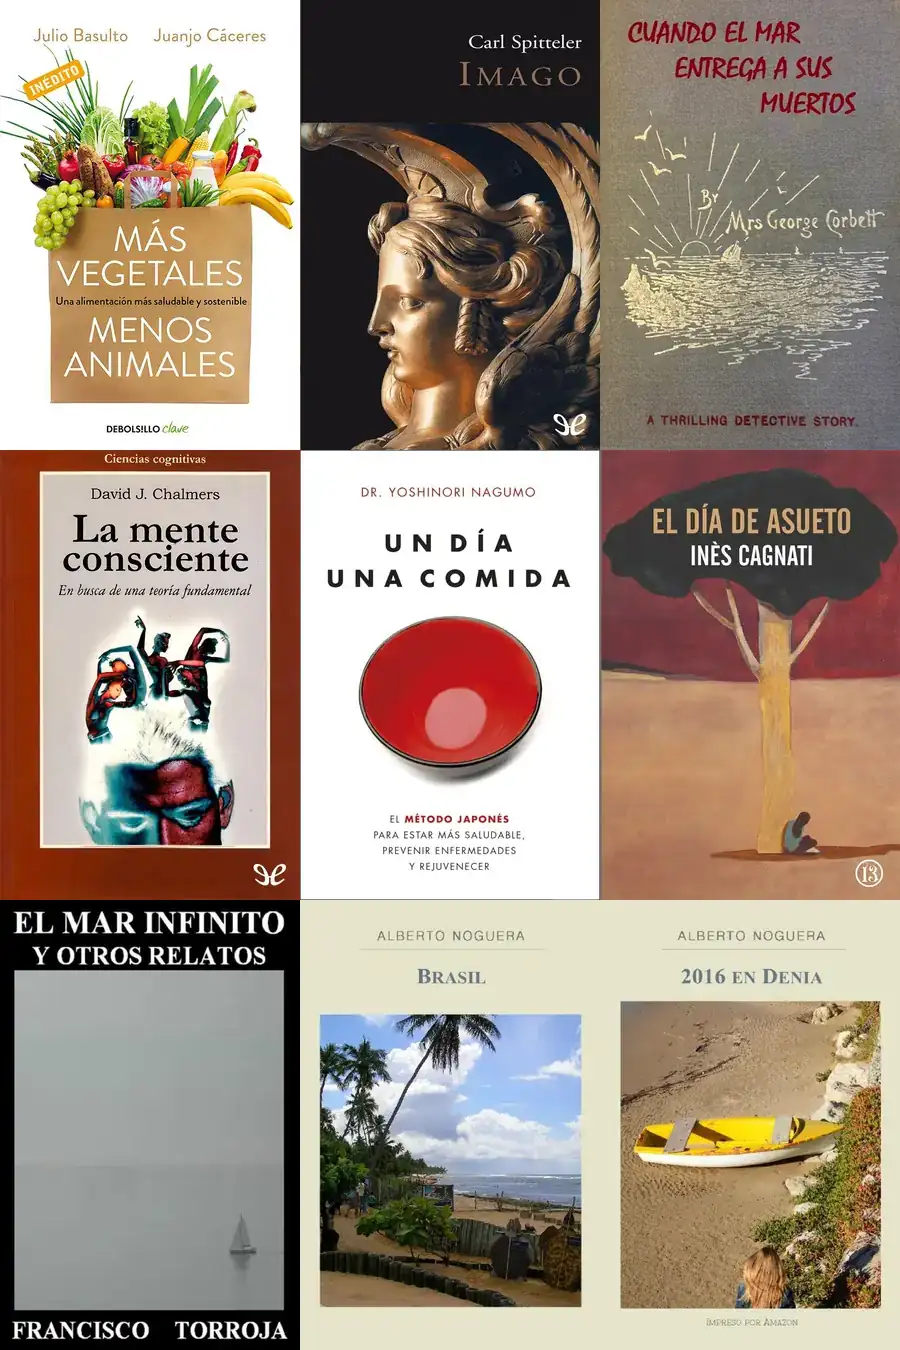 Julio Basulto Juanjo Cáceres
INÉDITO
MÁS
VEGETALES
Una alimentación más saludable y sostenible
MENOS
ANIMALES
DEBOLS!LLO clave
Carl Spitteler
IMAGO
CUANDO EL MAR
ENTREGA A SUS
MUERTOS
By
Mrs George Corbett
A THRILLING DETECTIVE STORY.
Ciencias cognitivas
David J. Chalmers
La mente
consciente
En busca de una teoría fundamental
DR. YOSHINORI NAGUMO
UN DÍA
UNA COMIDA
EL MÉTODO JAPONÉS
PARA ESTAR MÁS SALUDABLE,
PREVENIR ENFERMEDADES
Y REJUVENECER
EL DÍA DE ASUETO
INÈS CAGNATI
13
EL MAR INFINITO
Y OTROS RELATOS
FRANCISCO TORROJA
ALBERTO NOGUERA
BRASIL
ALBERTO NOGUERA
2016 EN DENIA
IMPRESO POR AMAZON